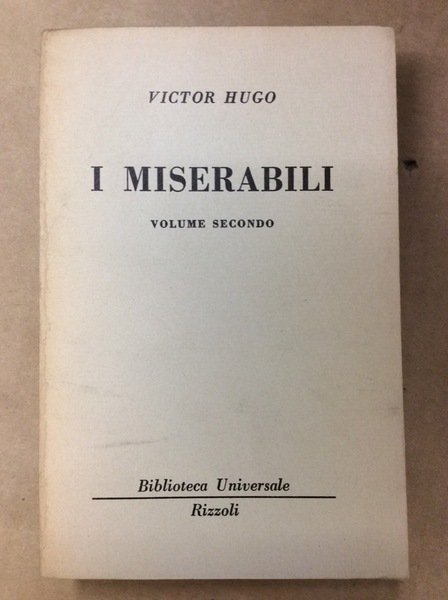 VICTOR HUGO
I MISERABILI
VOLUME SECONDO
Biblioteca Universale
Rizzoli